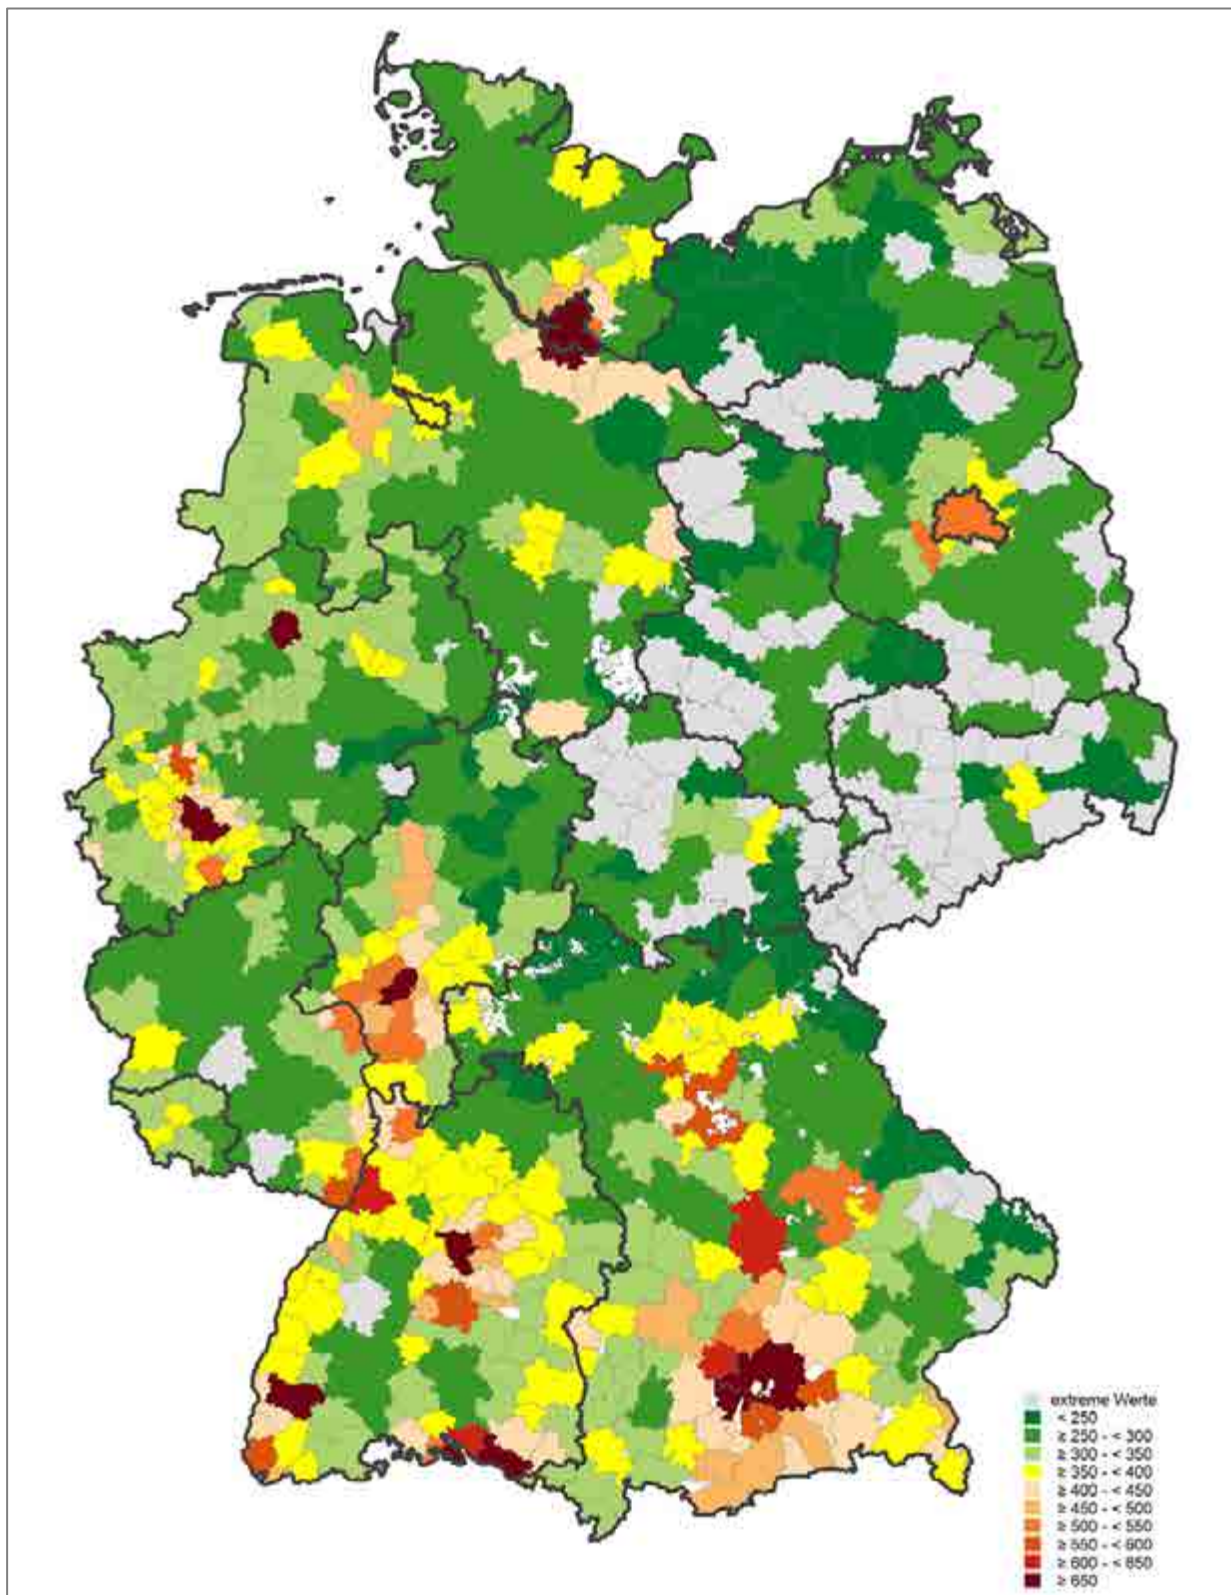 extreme Werte
< 250
≥ 250 - < 300
≥ 300 - < 350
≥ 350 - < 400
≥ 400 - < 450
≥ 450 - < 500
≥ 500 - < 550
≥ 550 - < 600
≥ 600 - < 650
≥ 650